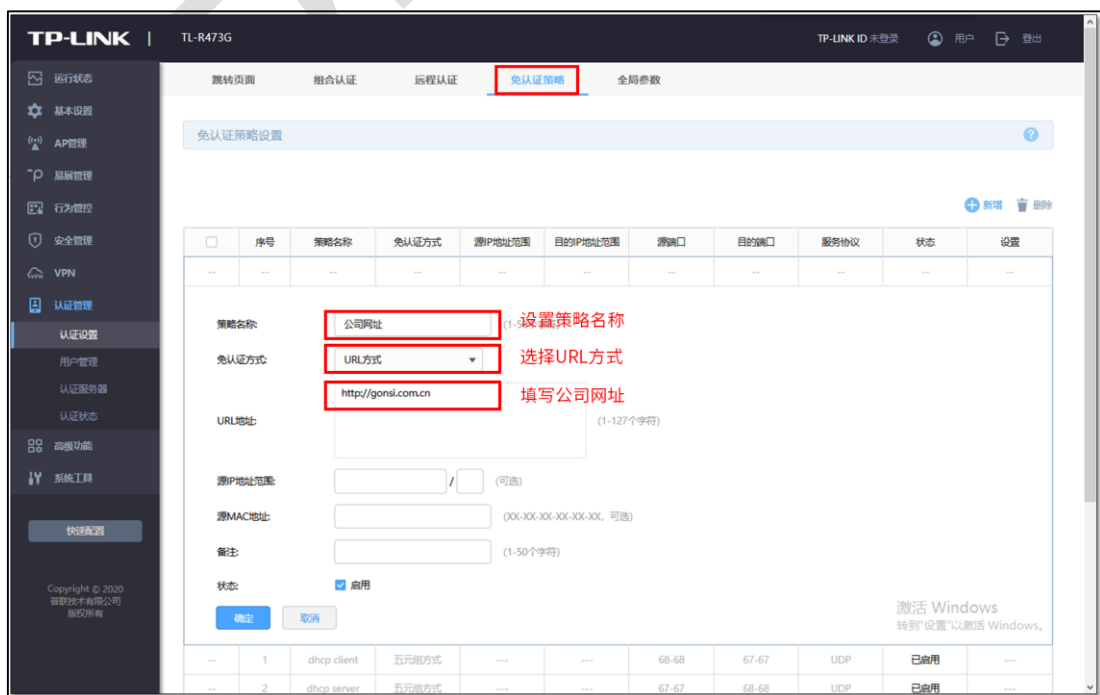 TP-LINK | TL-R473G TP-LINK ID 未登录 用户 登出
运行状态
基本设置
AP管理
易展管理
行为管控
安全管理
VPN
认证管理
认证设置
用户管理
认证服务器
认证状态
高级功能
系统工具
快速配置
Copyright © 2020
普联技术有限公司
版权所有
跳转页面 组合认证 远程认证 免认证策略 全局参数
免认证策略设置
新增 删除
序号 策略名称 免认证方式 源IP地址范围 目的IP地址范围 源端口 目的端口 服务协议 状态 设置
-- -- -- -- -- -- -- -- -- -- --
策略名称: 公司网址 设置策略名称
免认证方式: URL方式 选择URL方式
http://gonsi.com.cn 填写公司网址
URL地址: (1-127个字符)
源IP地址范围: / (可选)
源MAC地址: (XX-XX-XX-XX-XX-XX, 可选)
备注: (1-50个字符)
状态: 启用
确定 取消
激活 Windows
转到"设置"以激活 Windows。
-- 1 dhcp client 五元组方式 --- --- 68-68 67-67 UDP 已启用 ---
-- 2 dhcp server 五元组方式 --- --- 67-67 68-68 UDP 已启用 ---